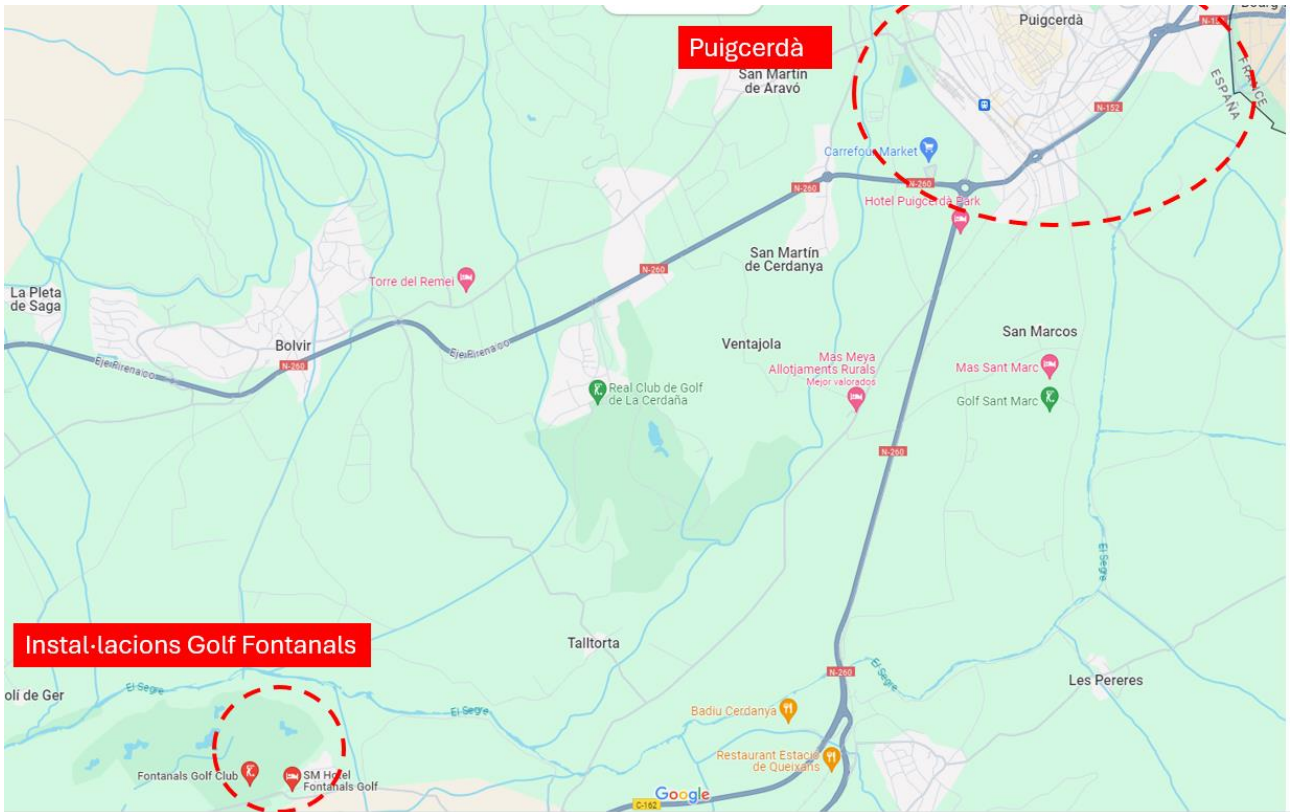 Puigcerdà
N-152
Puigcerdà
San Martín
de Aravó
FRANCE
ESPAÑA
N-152
Carrefour Market
N-260
N-260
Hotel Puigcerdà Park
San Martín
de Cerdanya
N-260
Torre del Remei
La Pleta
de Saga
San Marcos
Bolvir
Ventajola
Eje Pirenaico
Mas Meya
Allotjaments Rurals
Mejor valorados
Mas Sant Marc
Eje Pirenaico
N-260
Real Club de Golf
de La Cerdaña
Golf Sant Marc
N-260
El Segre
Instal·lacions Golf Fontanals
Talltorta
N-260
El Segre
Les Pereres
olí de Ger
El Segre
El Segre
Badiu Cerdanya
Restaurant Estació
de Queixans
Fontanals Golf Club
SM Hotel
Fontanals Golf
Google
C-162